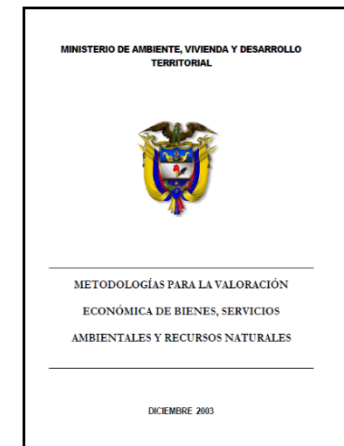 MINISTERIO DE AMBIENTE, VIVIENDA Y DESARROLLO
TERRITORIAL
METODOLOGÍAS PARA LA VALORACIÓN
ECONÓMICA DE BIENES, SERVICIOS
AMBIENTALES Y RECURSOS NATURALES
DICIEMBRE 2003